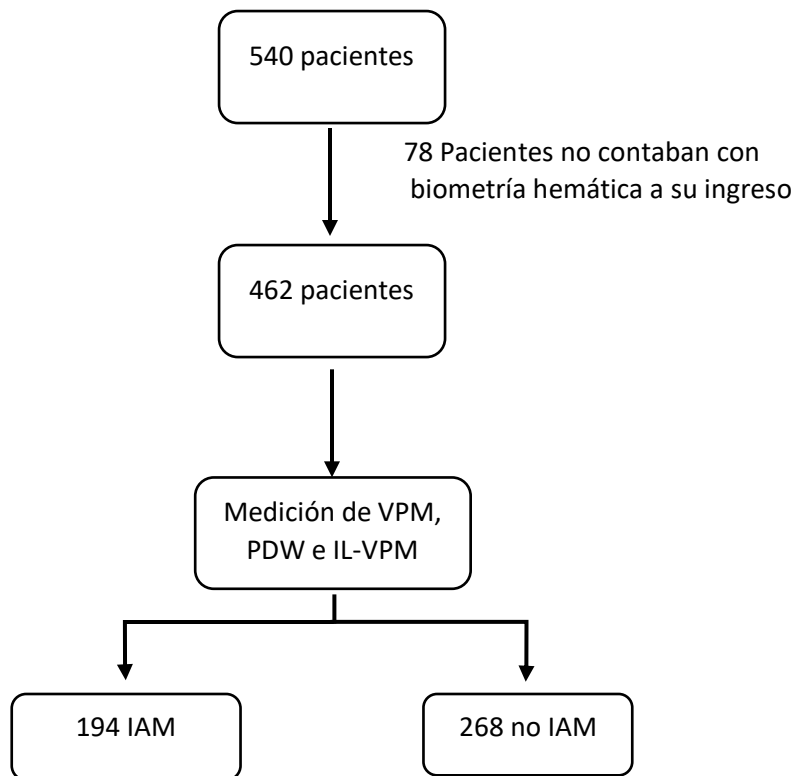 540 pacientes
78 Pacientes no contaban con
biometría hemática a su ingreso
462 pacientes
Medición de VPM,
PDW e IL-VPM
194 IAM
268 no IAM